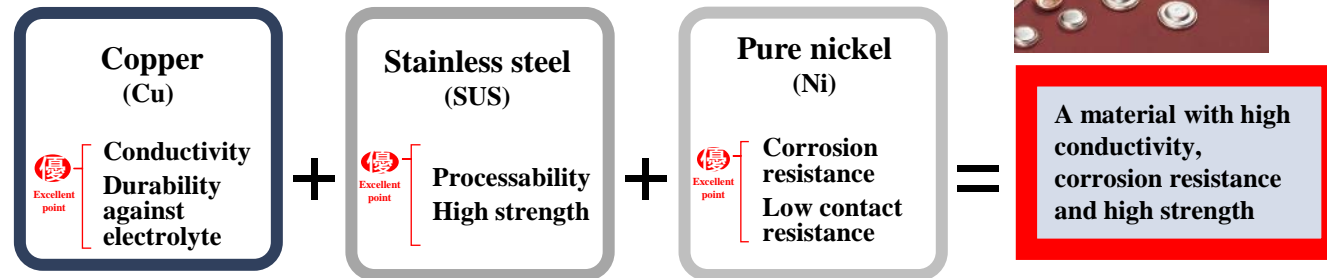 Copper
(Cu)
優
Excellent
point
Conductivity
Durability
against
electrolyte
+
Stainless steel
(SUS)
優
Excellent
point
Processability
High strength
+
Pure nickel
(Ni)
優
Excellent
point
Corrosion
resistance
Low contact
resistance
=
A material with high
conductivity,
corrosion resistance
and high strength